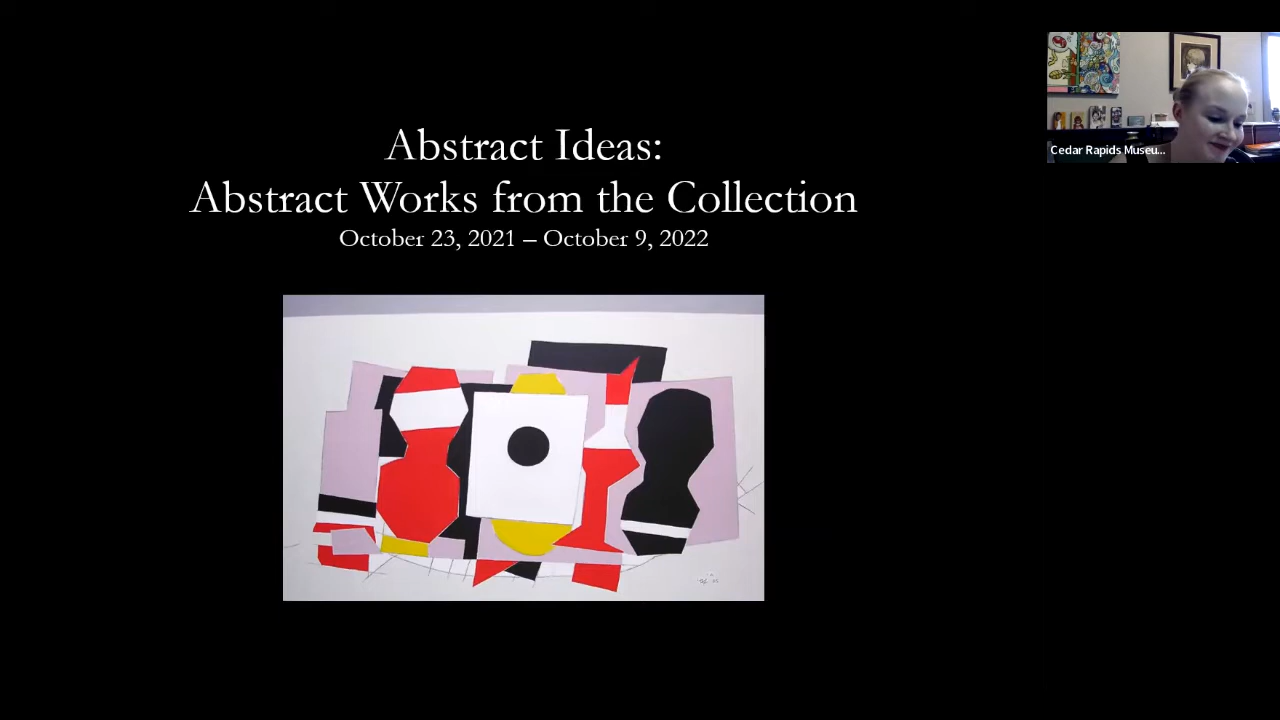 Abstract Ideas:
Abstract Works from the Collection
October 23, 2021 – October 9, 2022
Cedar Rapids Museu...